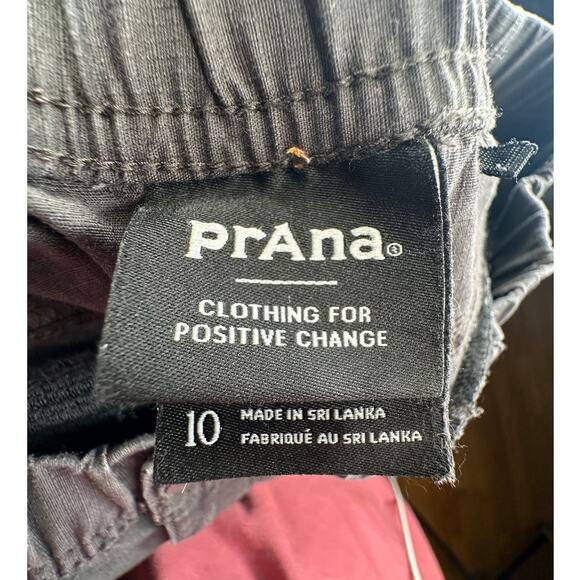 prAna®
CLOTHING FOR
POSITIVE CHANGE
10
MADE IN SRI LANKA
FABRIQUÉ AU SRI LANKA